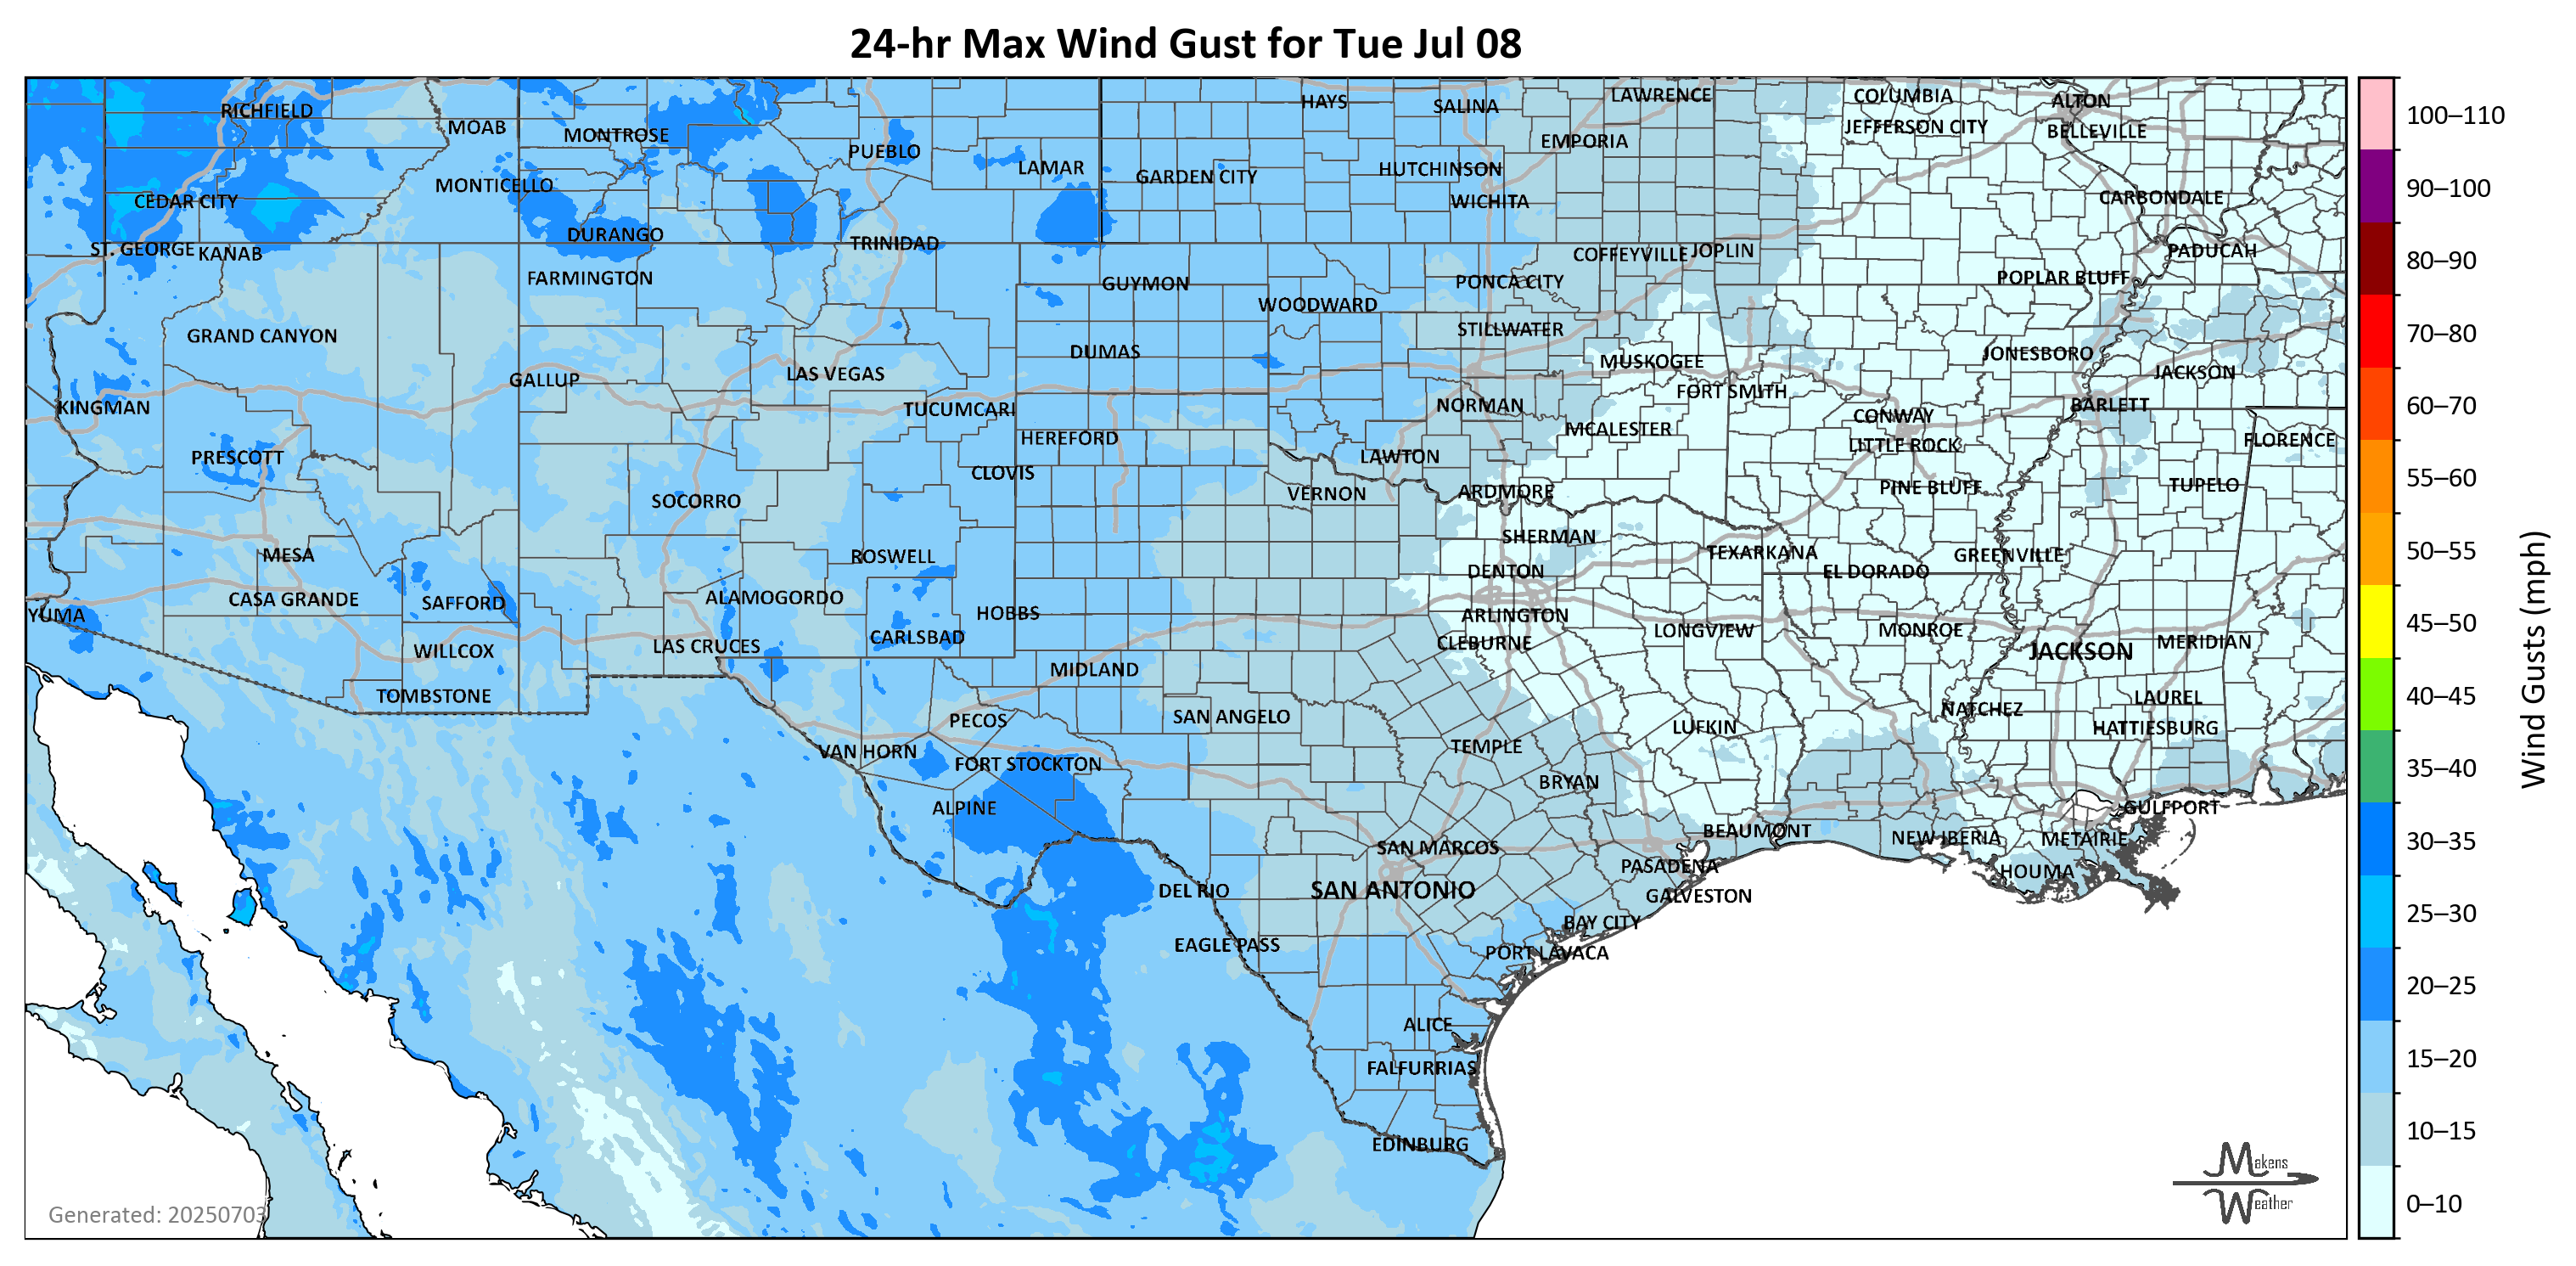 24-hr Max Wind Gust for Tue Jul 08
RICHFIELD
MOAB
MONTROSE
PUEBLO
LAMAR
HAYS
SALINA
LAWRENCE
COLUMBIA
ALTON
EMPORIA
JEFFERSON CITY
BELLEVILLE
MONTICELLO
GARDEN CITY
HUTCHINSON
CEDAR CITY
WICHITA
CARBONDALE
DURANGO
TRINIDAD
ST. GEORGE
KANAB
COFFEYVILLE
JOPLIN
PADUCAH
FARMINGTON
GUYMON
PONCA CITY
POPLAR BLUFF
WOODWARD
GRAND CANYON
STILLWATER
DUMAS
MUSKOGEE
JONESBORO
GALLUP
LAS VEGAS
JACKSON
FORT SMITH
KINGMAN
TUCUMCARI
NORMAN
CONWAY
BARLETT
HEREFORD
MCALESTER
LITTLE ROCK
FLORENCE
PRESCOTT
CLOVIS
LAWTON
SOCORRO
VERNON
ARDMORE
PINE BLUFF
TUPELO
MESA
ROSWELL
SHERMAN
TEXARKANA
GREENVILLE
DENTON
EL DORADO
CASA GRANDE
SAFFORD
ALAMOGORDO
HOBBS
ARLINGTON
YUMA
CARLSBAD
CLEBURNE
LONGVIEW
MONROE
MERIDIAN
WILLCOX
LAS CRUCES
JACKSON
MIDLAND
TOMBSTONE
LAUREL
PECOS
SAN ANGELO
NATCHEZ
HATTIESBURG
LUFKIN
VAN HORN
FORT STOCKTON
TEMPLE
BRYAN
ALPINE
GULFPORT
BEAUMONT
NEW IBERIA
METAIRIE
SAN MARCOS
PASADENA
HOUMA
DEL RIO
SAN ANTONIO
GALVESTON
BAY CITY
EAGLE PASS
PORT LAVACA
ALICE
FALFURRIAS
EDINBURG
Generated: 20250703
Makens
Weather
100–110
90–100
80–90
70–80
60–70
55–60
50–55
45–50
40–45
35–40
30–35
25–30
20–25
15–20
10–15
0–10
Wind Gusts (mph)